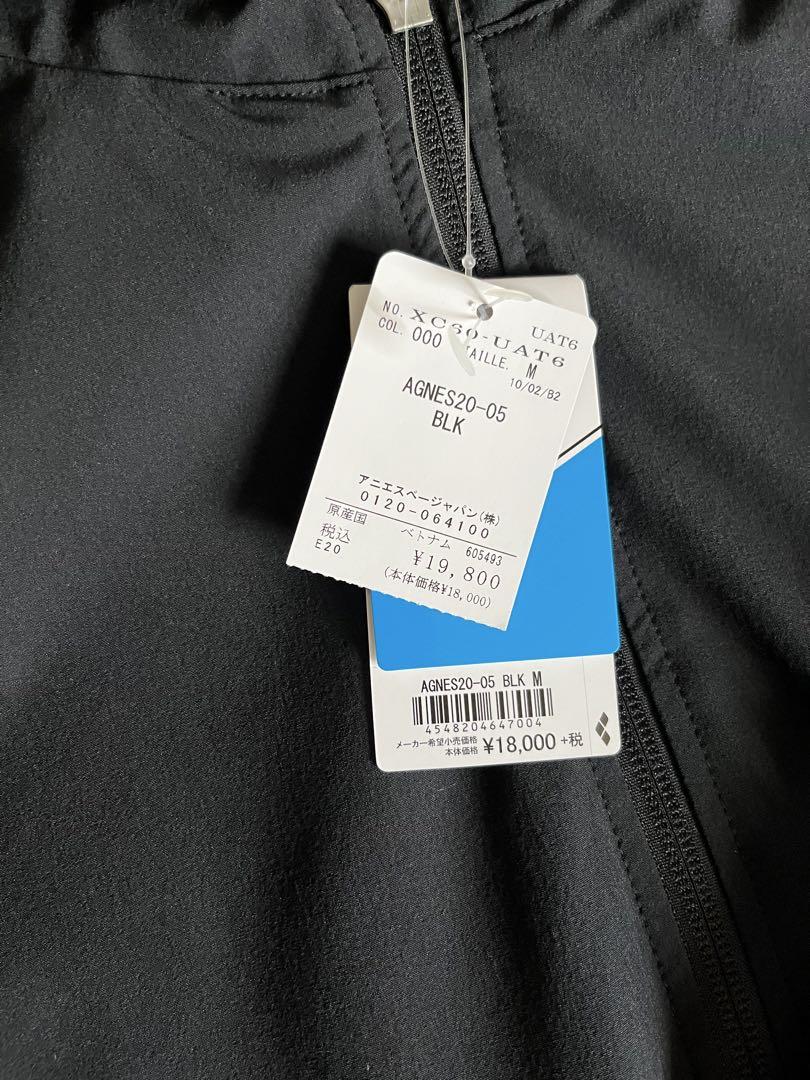 NO. XC60-UAT6 UAT6
COL. 000 TAILLE. M
10/02/B2
AGNES20-05
BLK
アニエスベージャパン(株)
0120-064100
原産国 ベトナム 605493
税込 ¥19,800
E20 (本体価格¥18,000)
AGNES20-05 BLK M
4548204647004
メーカー希望小売価格
本体価格 ¥18,000 +税